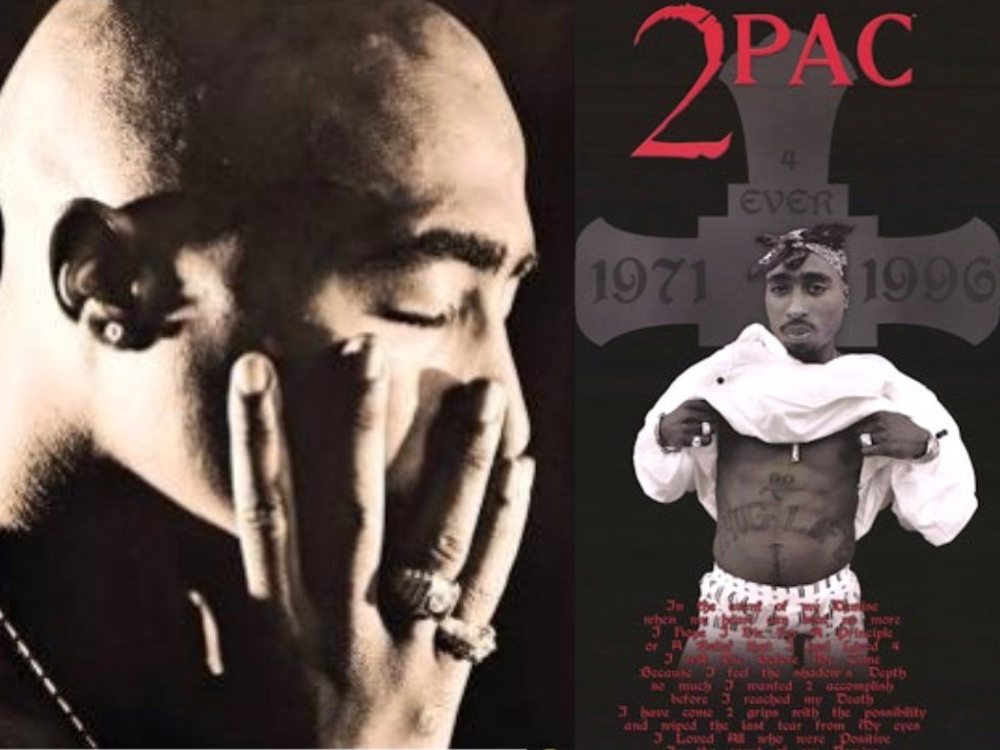 2PAC
4
EVER
1971 1996
In the event of my Demise
when my heart can beat no more
I Hope I Die For A Principle
or A Belief that I had Lived 4
I will Die Before My Time
Because I feel the shadow's Depth
so much I wanted 2 accomplish
before I reached my Death
I have come 2 grips with the possibility
and wiped the last tear from My eyes
I Loved All who were Positive